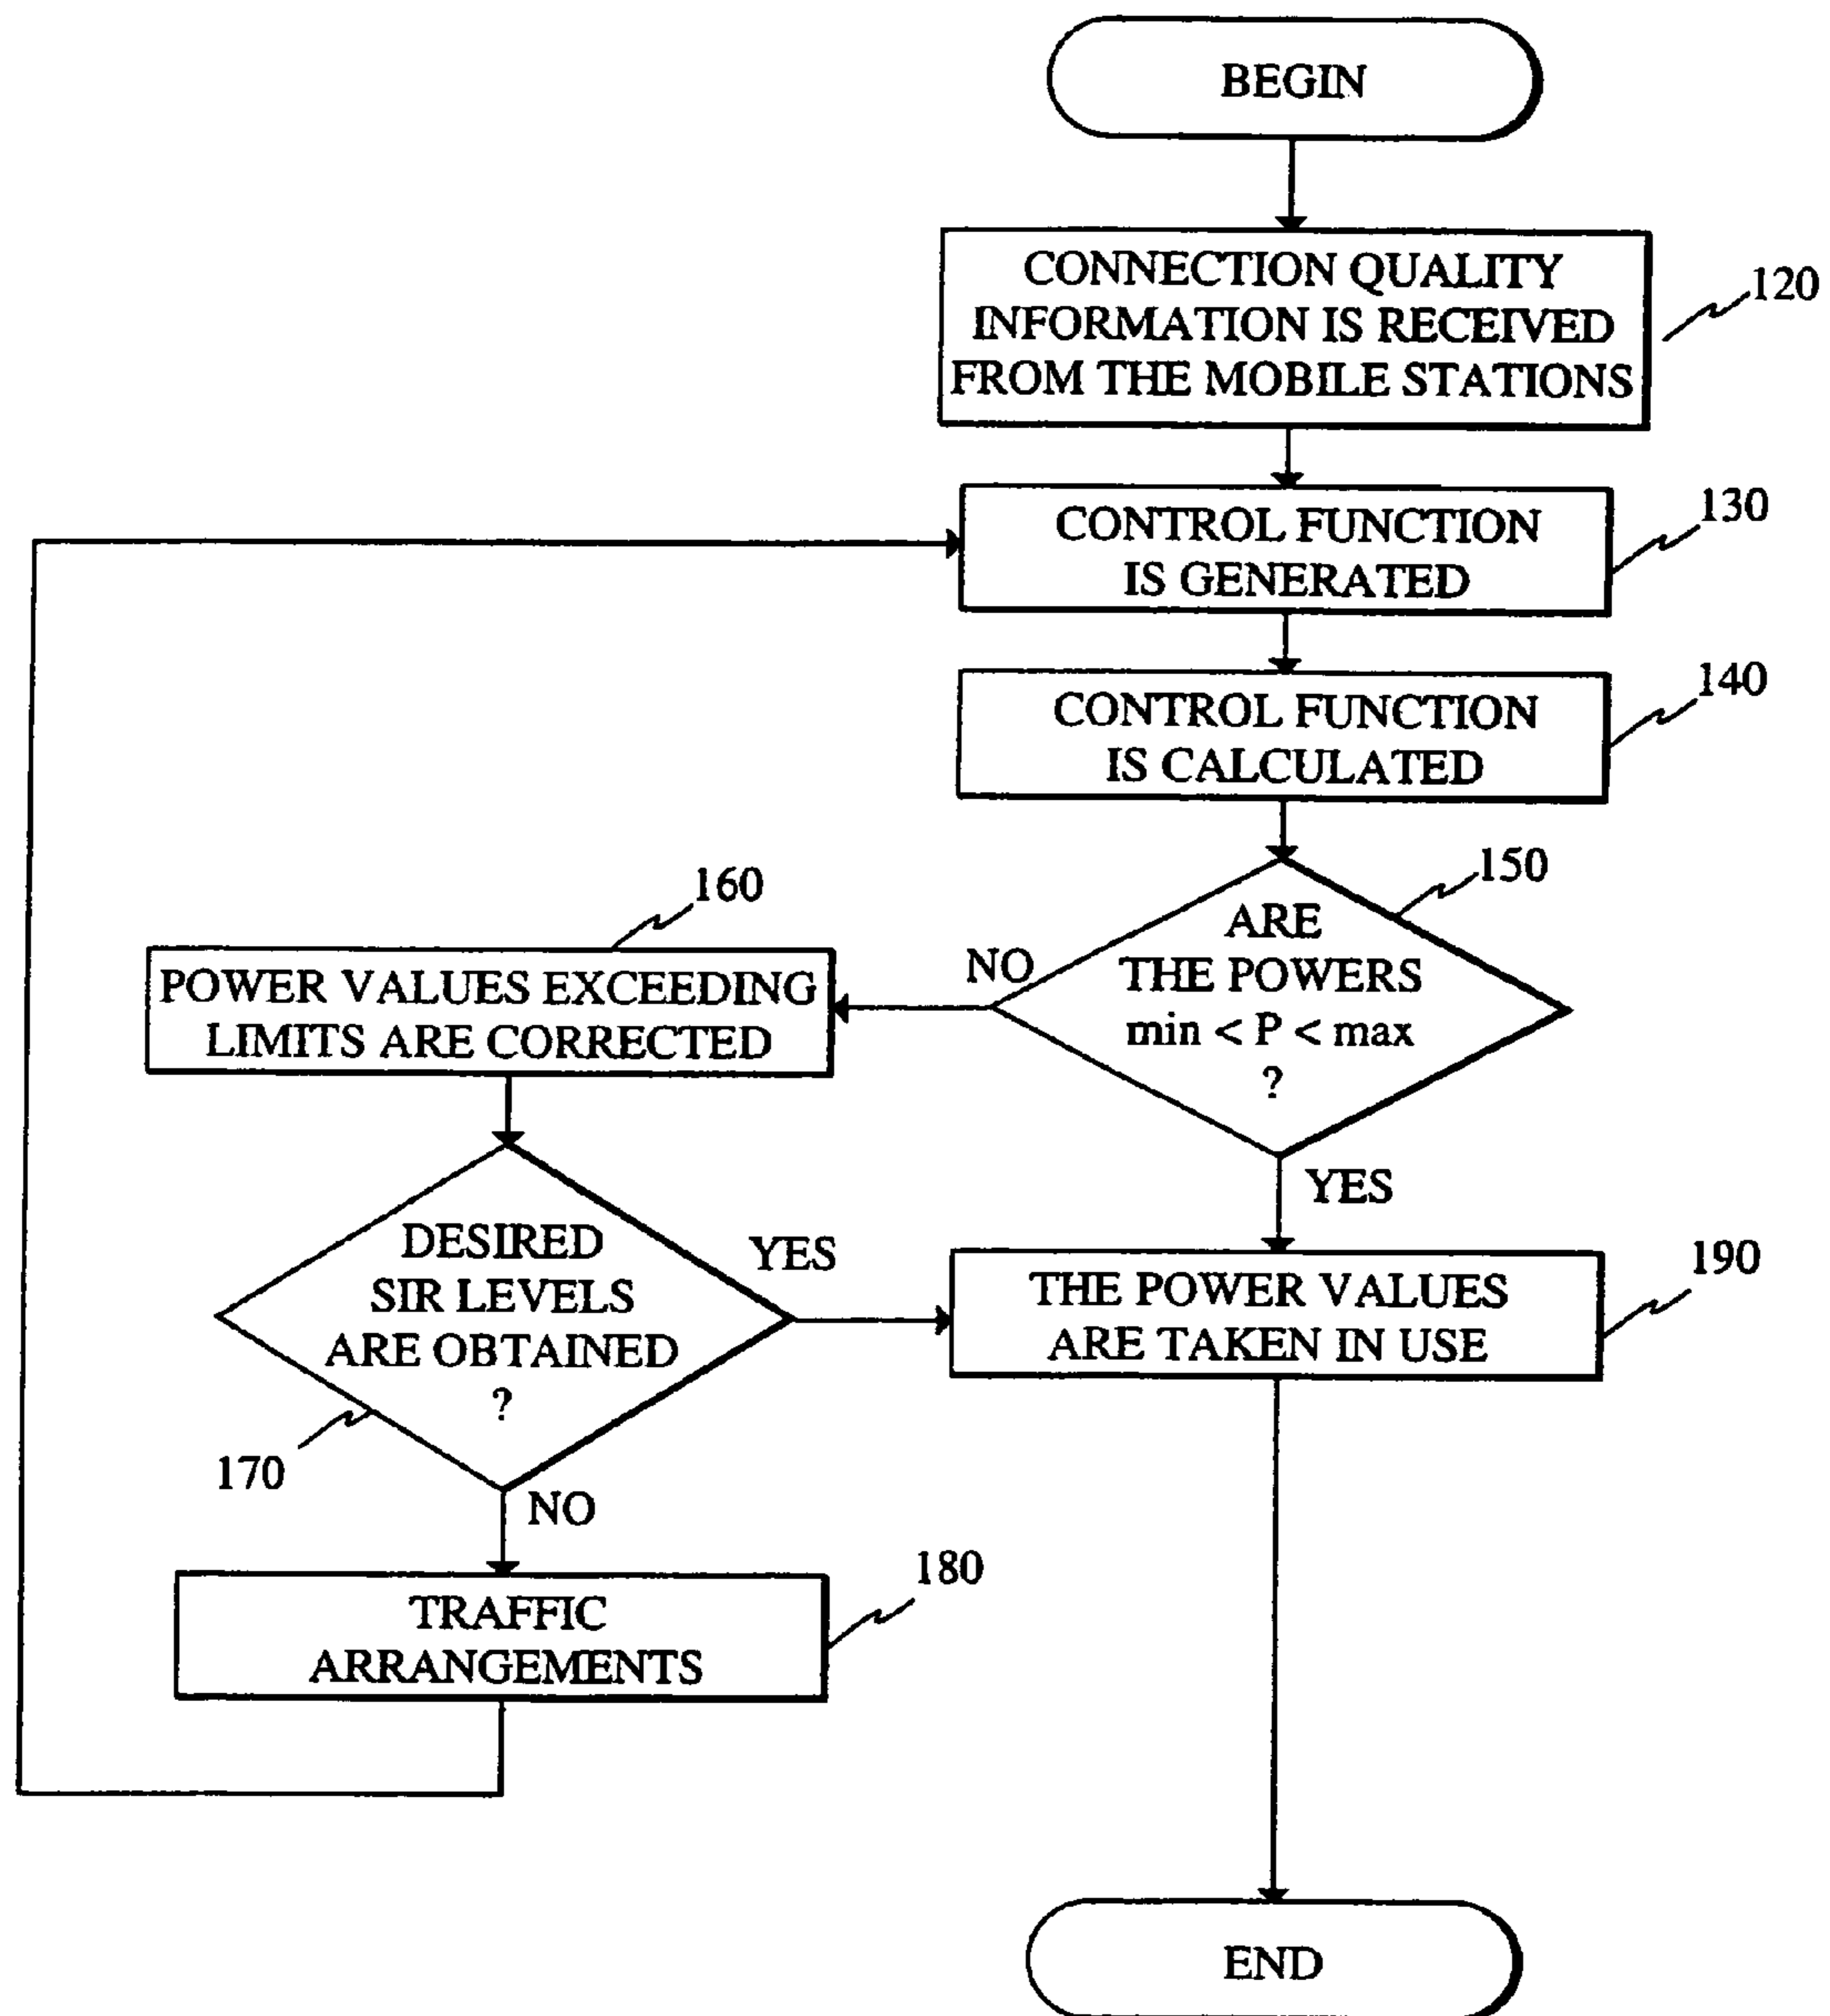 BEGIN
CONNECTION QUALITY
INFORMATION IS RECEIVED
FROM THE MOBILE STATIONS
120
CONTROL FUNCTION
IS GENERATED
130
CONTROL FUNCTION
IS CALCULATED
140
ARE
THE POWERS
min < P < max
?
150
NO
YES
160
POWER VALUES EXCEEDING
LIMITS ARE CORRECTED
DESIRED
SIR LEVELS
ARE OBTAINED
?
170
YES
NO
THE POWER VALUES
ARE TAKEN IN USE
190
TRAFFIC
ARRANGEMENTS
180
END